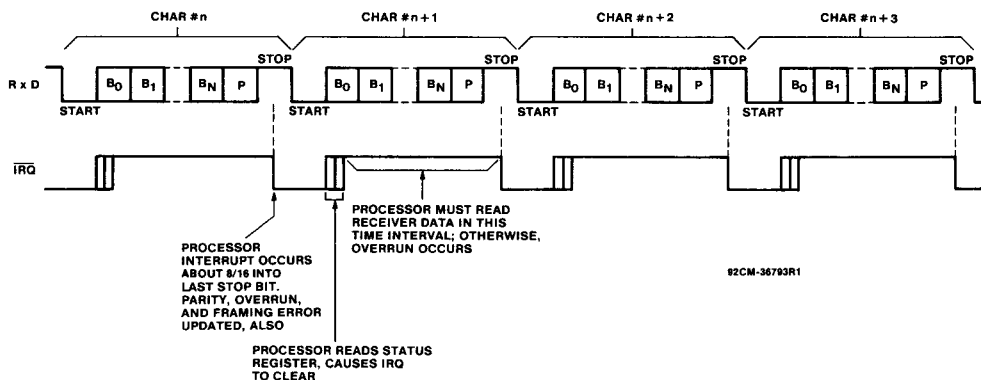 CHAR #n
CHAR #n+1
CHAR #n+2
CHAR #n+3
STOP
STOP
STOP
STOP
R x D
B0 B1 BN P
B0 B1 BN P
B0 B1 BN P
B0 B1 BN P
START
START
START
START
IRQ
PROCESSOR
INTERRUPT OCCURS
ABOUT 8/16 INTO
LAST STOP BIT.
PARITY, OVERRUN,
AND FRAMING ERROR
UPDATED, ALSO
PROCESSOR MUST READ
RECEIVER DATA IN THIS
TIME INTERVAL; OTHERWISE,
OVERRUN OCCURS
PROCESSOR READS STATUS
REGISTER, CAUSES IRQ
TO CLEAR
92CM-36793R1